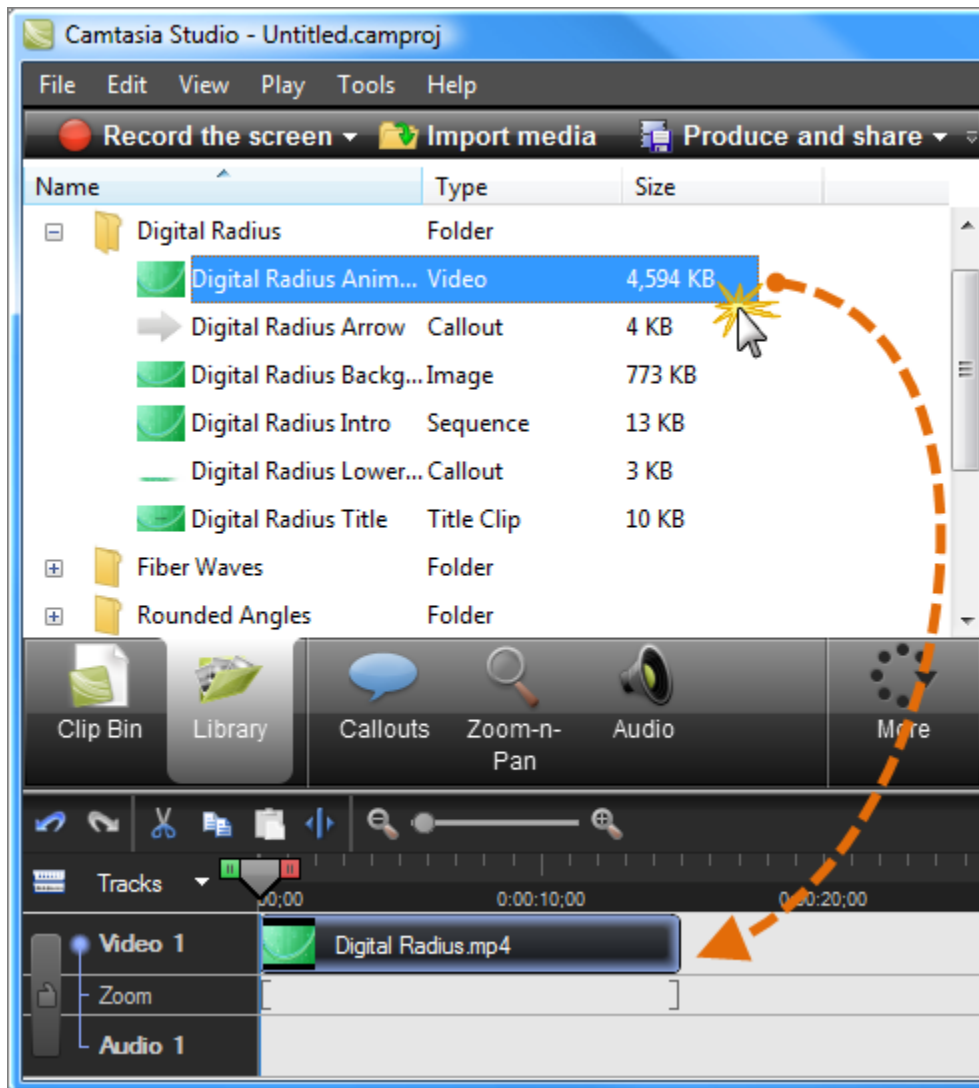 Camtasia Studio - Untitled.camproj
File Edit View Play Tools Help
Record the screen Import media Produce and share
Name Type Size
Digital Radius Folder
Digital Radius Anim... Video 4,594 KB
Digital Radius Arrow Callout 4 KB
Digital Radius Backg... Image 773 KB
Digital Radius Intro Sequence 13 KB
Digital Radius Lower... Callout 3 KB
Digital Radius Title Title Clip 10 KB
Fiber Waves Folder
Rounded Angles Folder
Clip Bin Library Callouts Zoom-n- Audio More
Pan
Tracks
00;00 0:00:10;00 0:00:20;00
Video 1 Digital Radius.mp4
Zoom
Audio 1